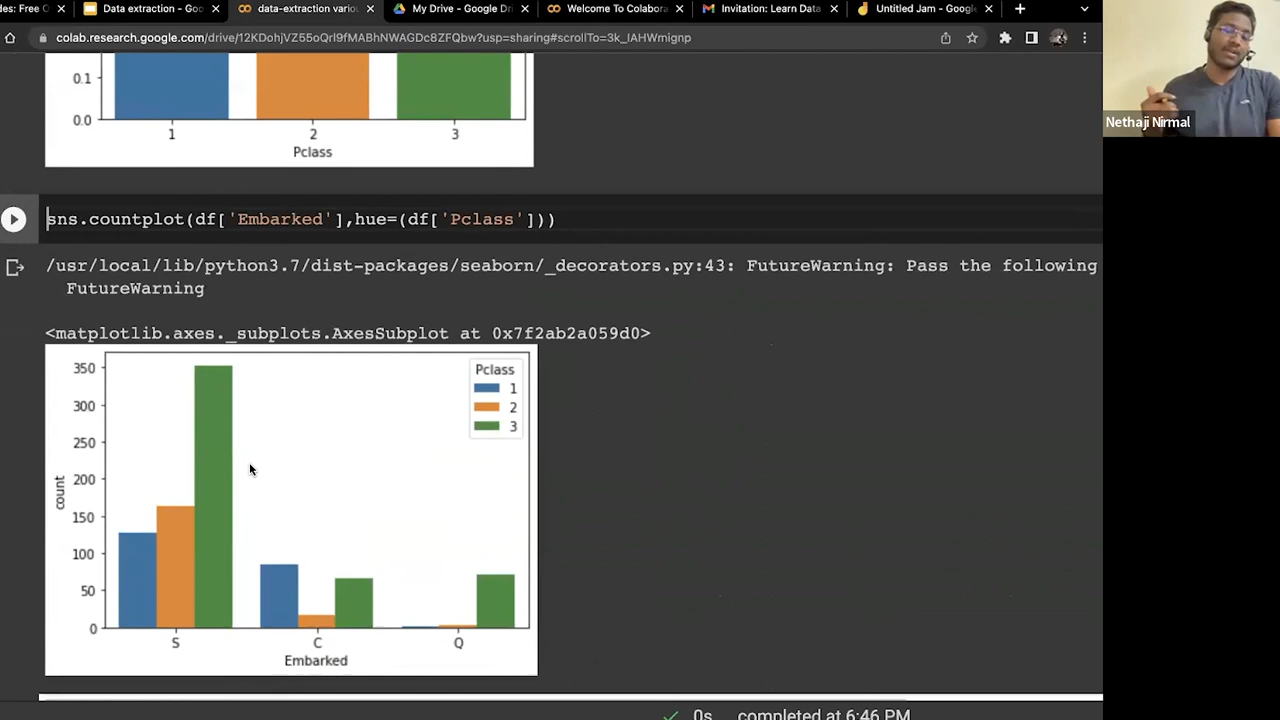 des: Free O
Data extraction - Goo
data-extraction variou
My Drive - Google Dri
Welcome To Colabora
Invitation: Learn Data
Untitled Jam - Google
colab.research.google.com/drive/12KDohjVZ55oQrl9fMABhNWAGDc8ZFQbw?usp=sharing#scrollTo=3k_IAHWmignp
Nethaji Nirmal
0.1
0.0
1 2 3
Pclass
sns.countplot(df['Embarked'],hue=(df['Pclass']))
/usr/local/lib/python3.7/dist-packages/seaborn/_decorators.py:43: FutureWarning: Pass the following
FutureWarning
<matplotlib.axes._subplots.AxesSubplot at 0x7f2ab2a059d0>
350
300
250
200
150
100
50
0
count
Pclass
1
2
3
S C Q
Embarked
0s completed at 6:46 PM